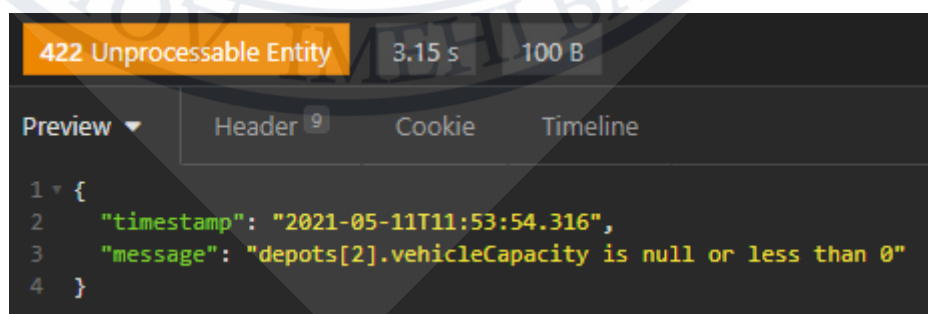 422 Unprocessable Entity 3.15 s 100 B
Preview ▼ Header 9 Cookie Timeline
1 {
2 "timestamp": "2021-05-11T11:53:54.316",
3 "message": "depots[2].vehicleCapacity is null or less than 0"
4 }